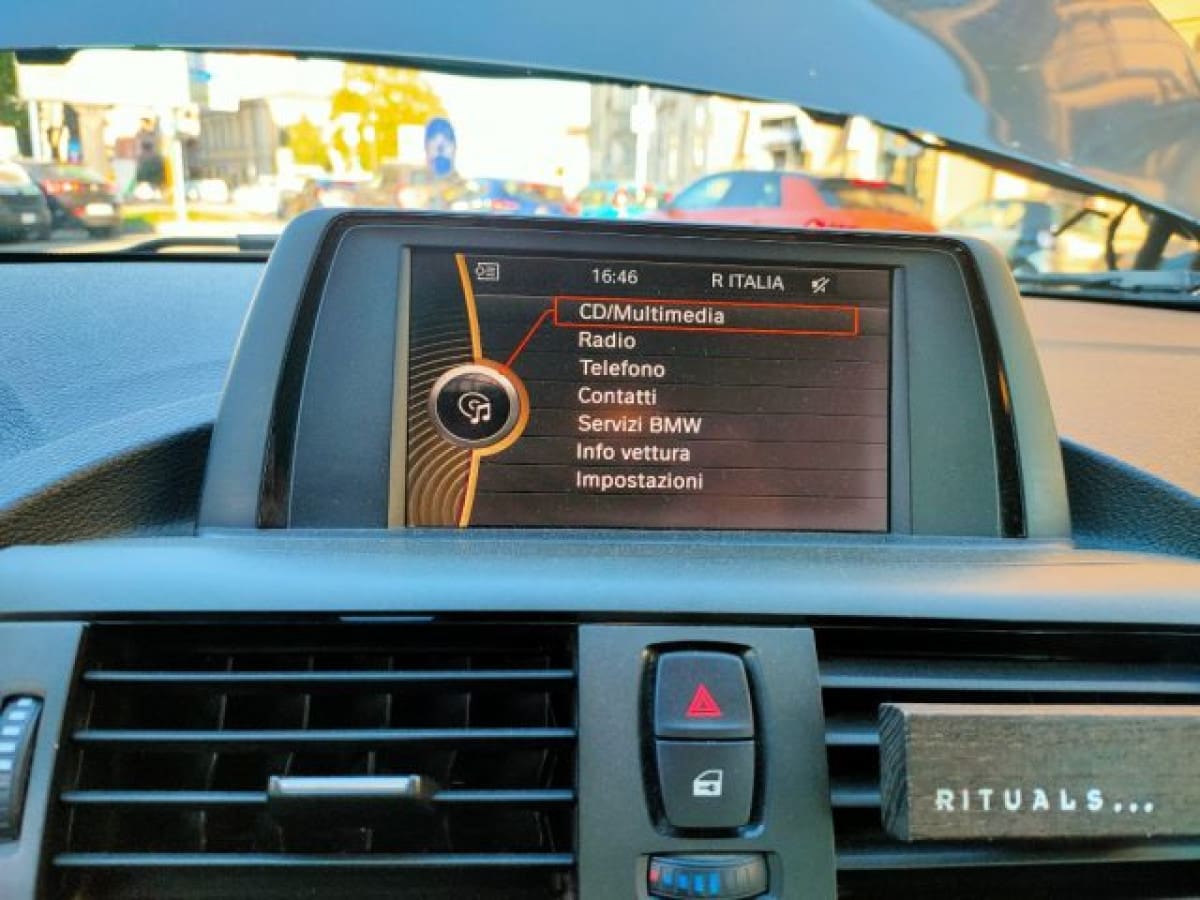 16:46 R ITALIA
CD/Multimedia
Radio
Telefono
Contatti
Servizi BMW
Info vettura
Impostazioni
RITUALS...